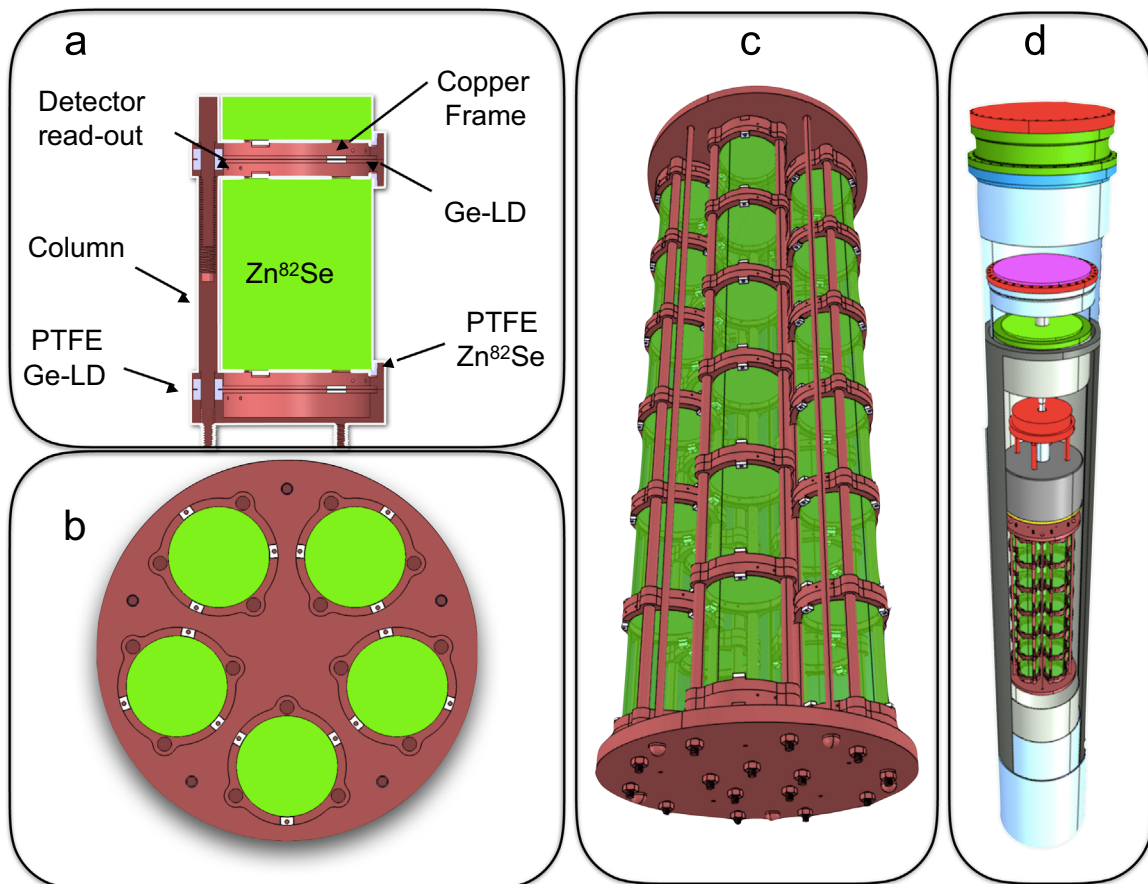 a
Detector
read-out
Copper
Frame
Ge-LD
Column
Zn⁸²Se
PTFE
Ge-LD
PTFE
Zn⁸²Se
b
c
d